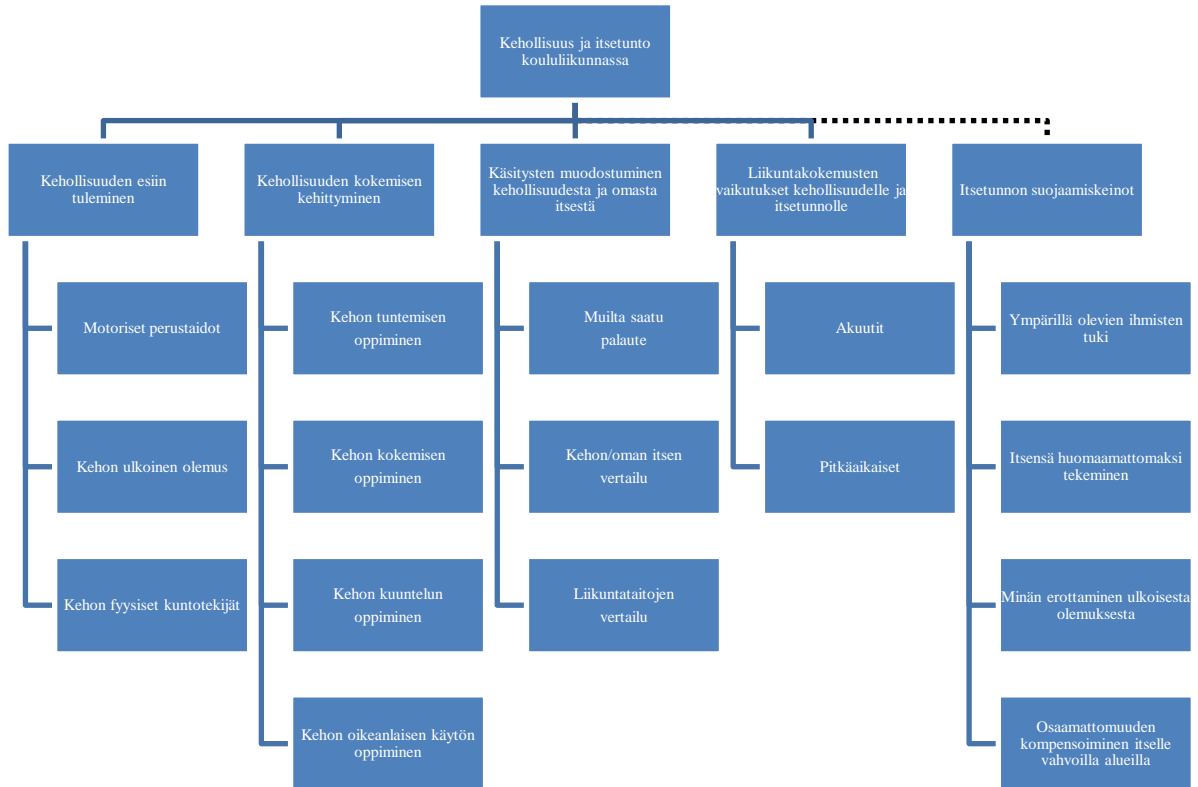 Kehollisuus ja itsetunto
koululiikunnassa
Kehollisuuden esiin
tuleminen
Motoriset perustaidot
Kehon ulkoinen olemus
Kehon fyysiset kuntotekijät
Kehollisuuden kokemisen
kehittyminen
Kehon tuntemisen
oppiminen
Kehon kokemisen
oppiminen
Kehon kuuntelun
oppiminen
Kehon oikeanlaisen käytön
oppiminen
Käsitysten muodostuminen
kehollisuudesta ja omasta
itsestä
Muilta saatu
palaute
Kehon/oman itsen
vertailu
Liikuntataitojen
vertailu
Liikuntakokemusten
vaikutukset kehollisuudelle ja
itsetunnolle
Akuutit
Pitkäaikaiset
Itsetunnon suojaamiskeinot
Ympärillä olevien ihmisten
tuki
Itsensä huomaamattomaksi
tekeminen
Minän erottaminen ulkoisesta
olemuksesta
Osaamattomuuden
kompensoiminen itselle
vahvoilla alueilla